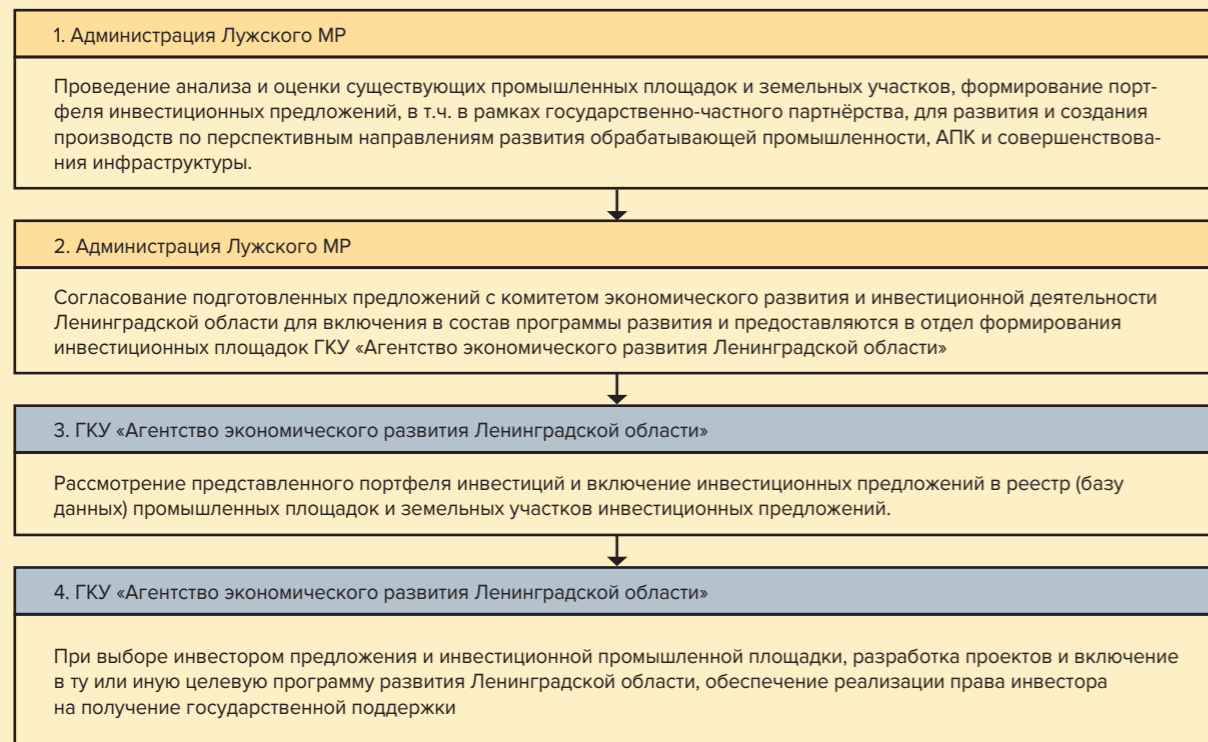 1. Администрация Лужского МР
Проведение анализа и оценки существующих промышленных площадок и земельных участков, формирование порт-
феля инвестиционных предложений, в т.ч. в рамках государственно-частного партнёрства, для развития и создания
производств по перспективным направлениям развития обрабатывающей промышленности, АПК и совершенствова-
ния инфраструктуры.
2. Администрация Лужского МР
Согласование подготовленных предложений с комитетом экономического развития и инвестиционной деятельности
Ленинградской области для включения в состав программы развития и предоставляются в отдел формирования
инвестиционных площадок ГКУ «Агентство экономического развития Ленинградской области»
3. ГКУ «Агентство экономического развития Ленинградской области»
Рассмотрение представленного портфеля инвестиций и включение инвестиционных предложений в реестр (базу
данных) промышленных площадок и земельных участков инвестиционных предложений.
4. ГКУ «Агентство экономического развития Ленинградской области»
При выборе инвестором предложения и инвестиционной промышленной площадки, разработка проектов и включение
в ту или иную целевую программу развития Ленинградской области, обеспечение реализации права инвестора
на получение государственной поддержки